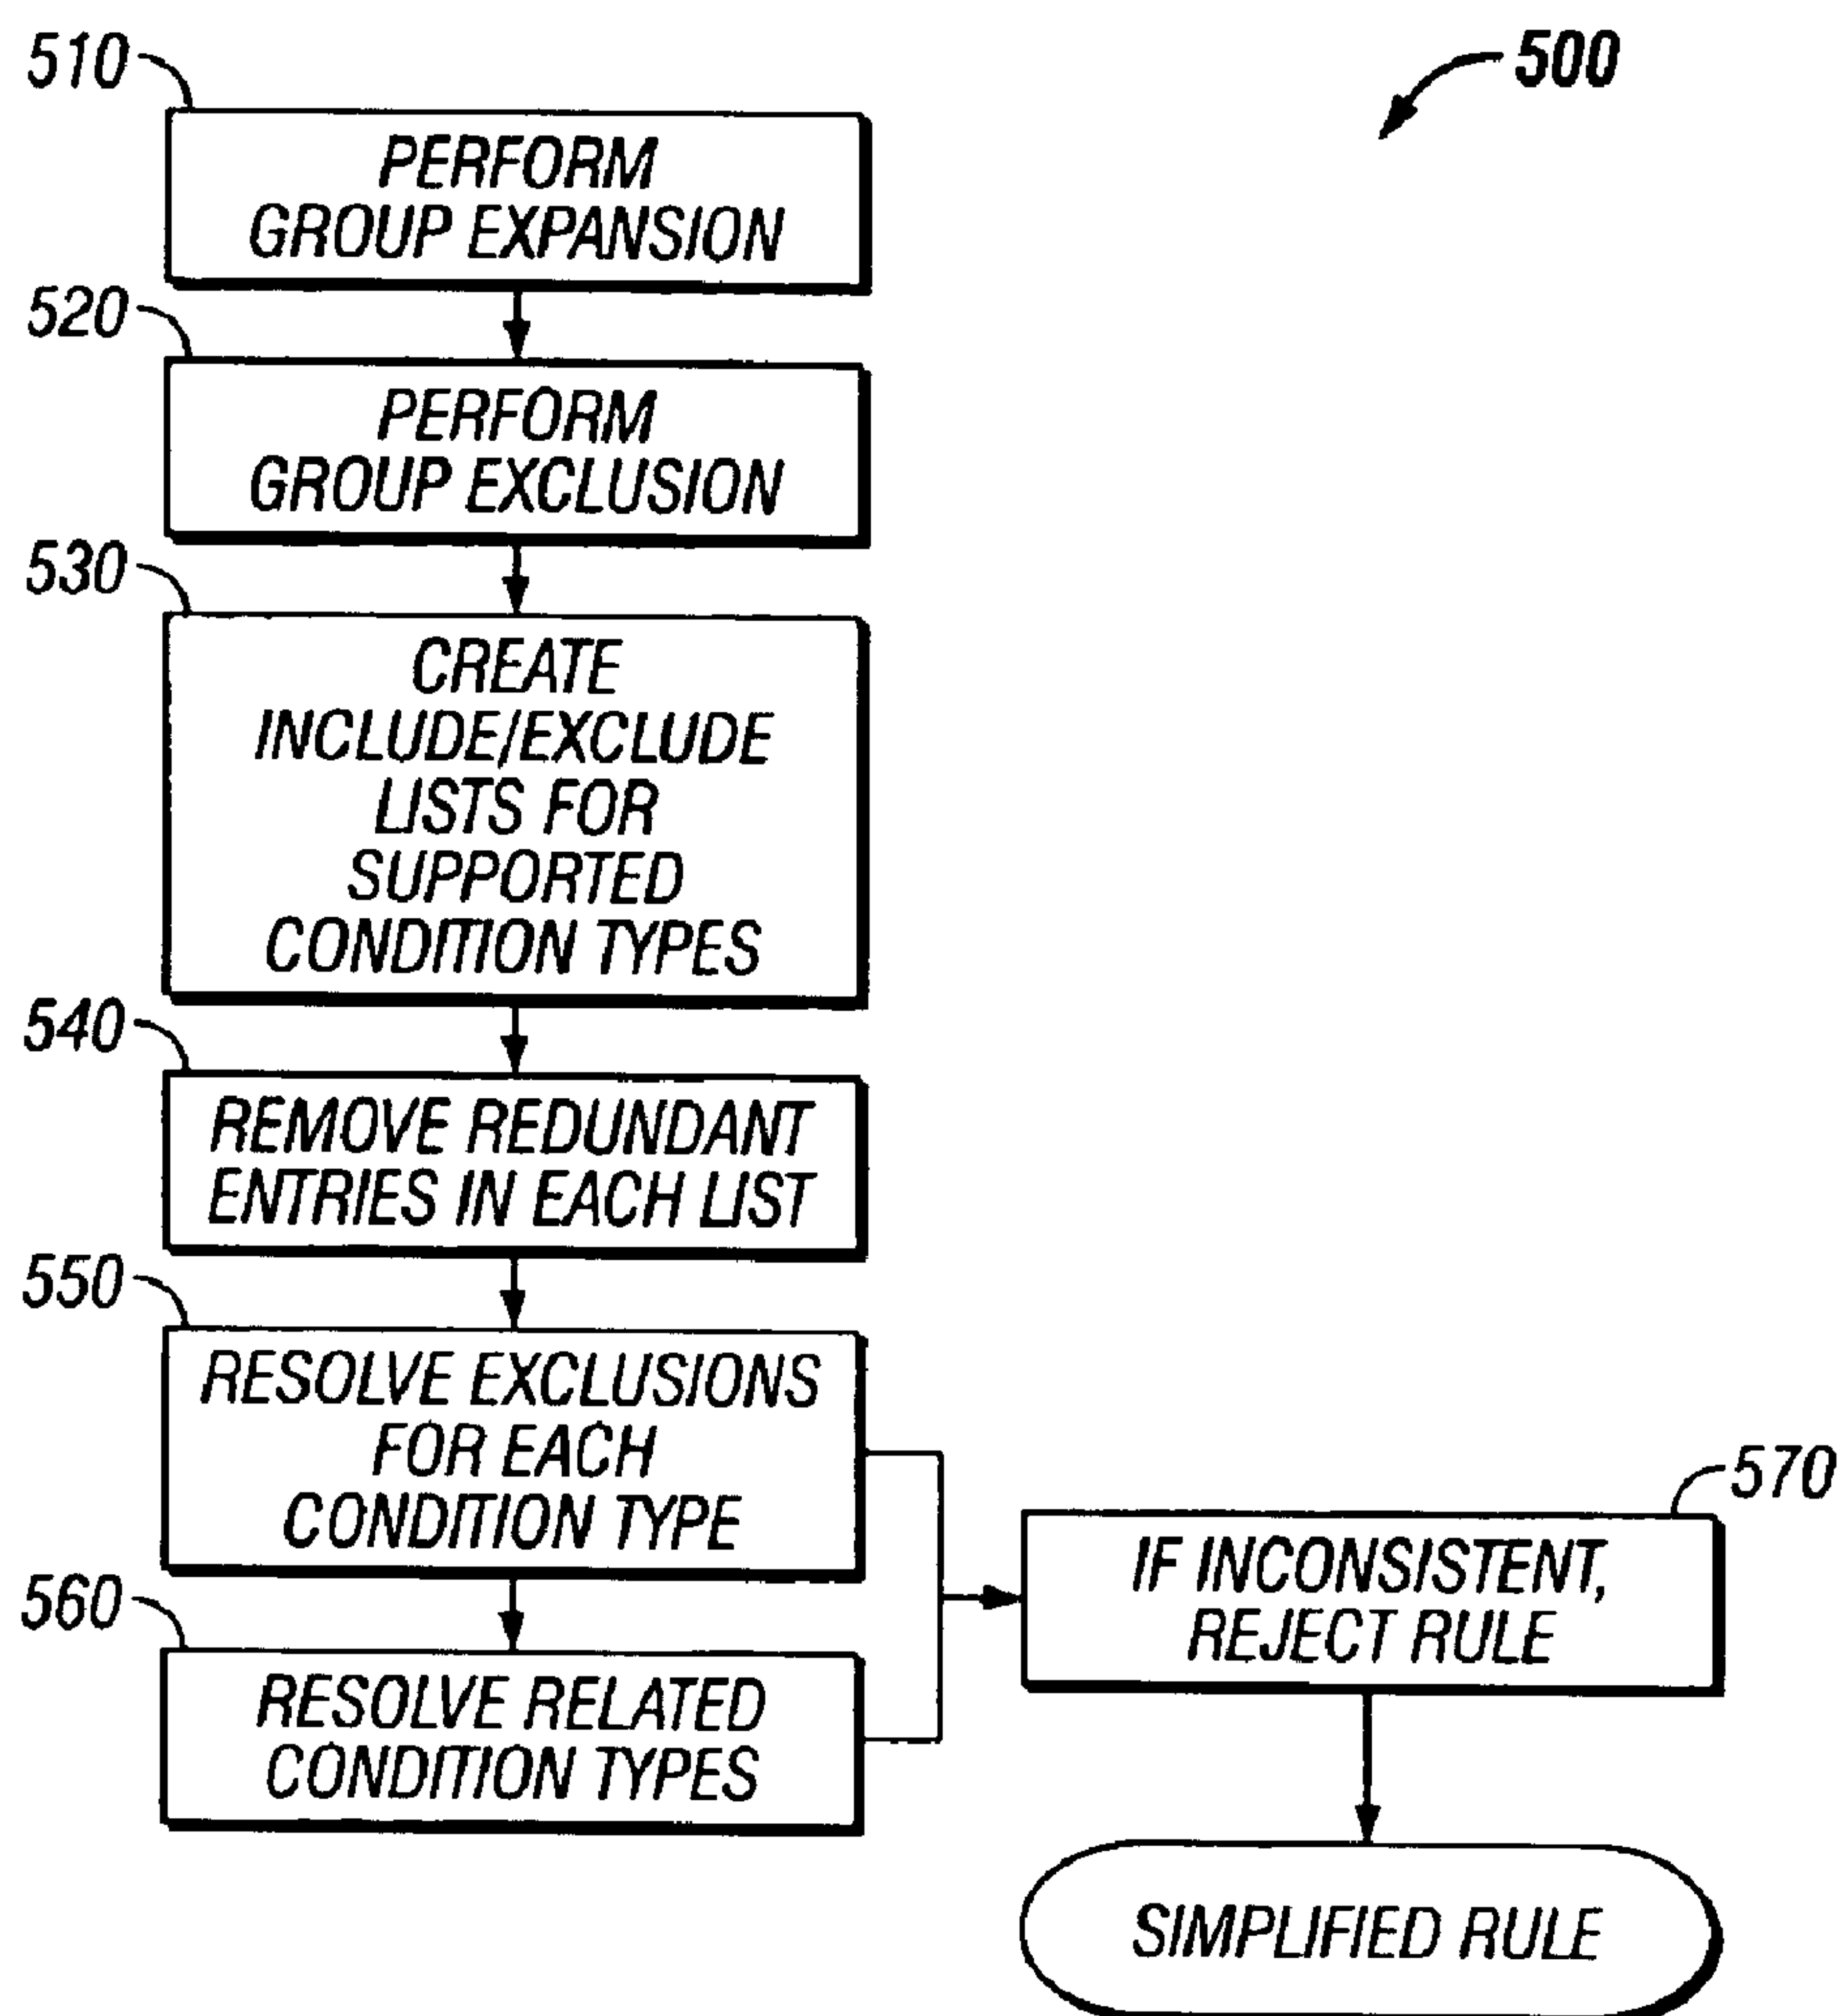 510
500
PERFORM
GROUP EXPANSION
520
PERFORM
GROUP EXCLUSION
530
CREATE
INCLUDE/EXCLUDE
LISTS FOR
SUPPORTED
CONDITION TYPES
540
REMOVE REDUNDANT
ENTRIES IN EACH LIST
550
RESOLVE EXCLUSIONS
FOR EACH
CONDITION TYPE
560
RESOLVE RELATED
CONDITION TYPES
570
IF INCONSISTENT,
REJECT RULE
SIMPLIFIED RULE